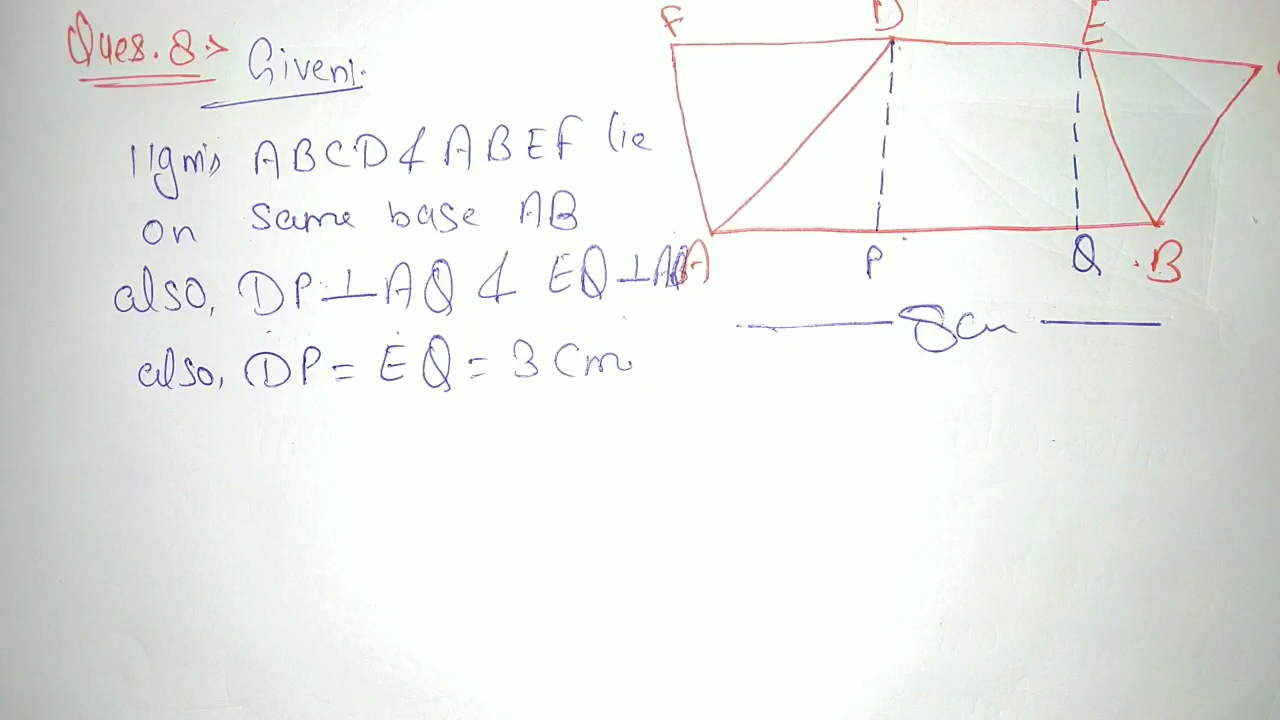 Ques. 8:→ Given:
F D E
||gm's ABCD & ABEF lie
on same base AB
A P Q B
also, DP⊥AQ & EQ⊥AQ
8cm
also, DP = EQ = 3 Cm